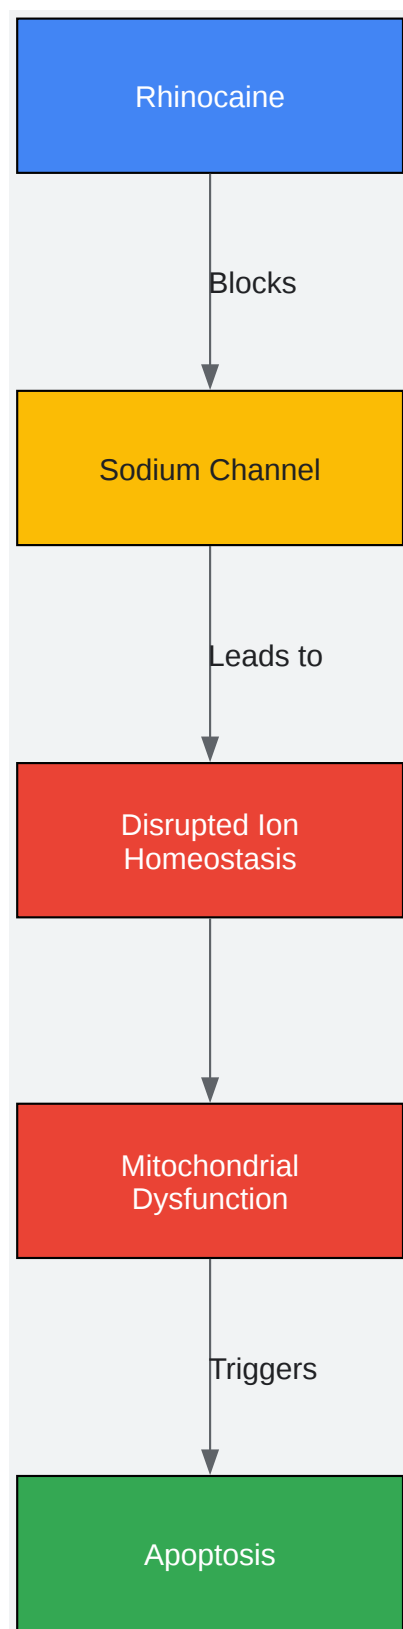 Rhinocaine
Blocks
Sodium Channel
Leads to
Disrupted Ion
Homeostasis
Mitochondrial
Dysfunction
Triggers
Apoptosis